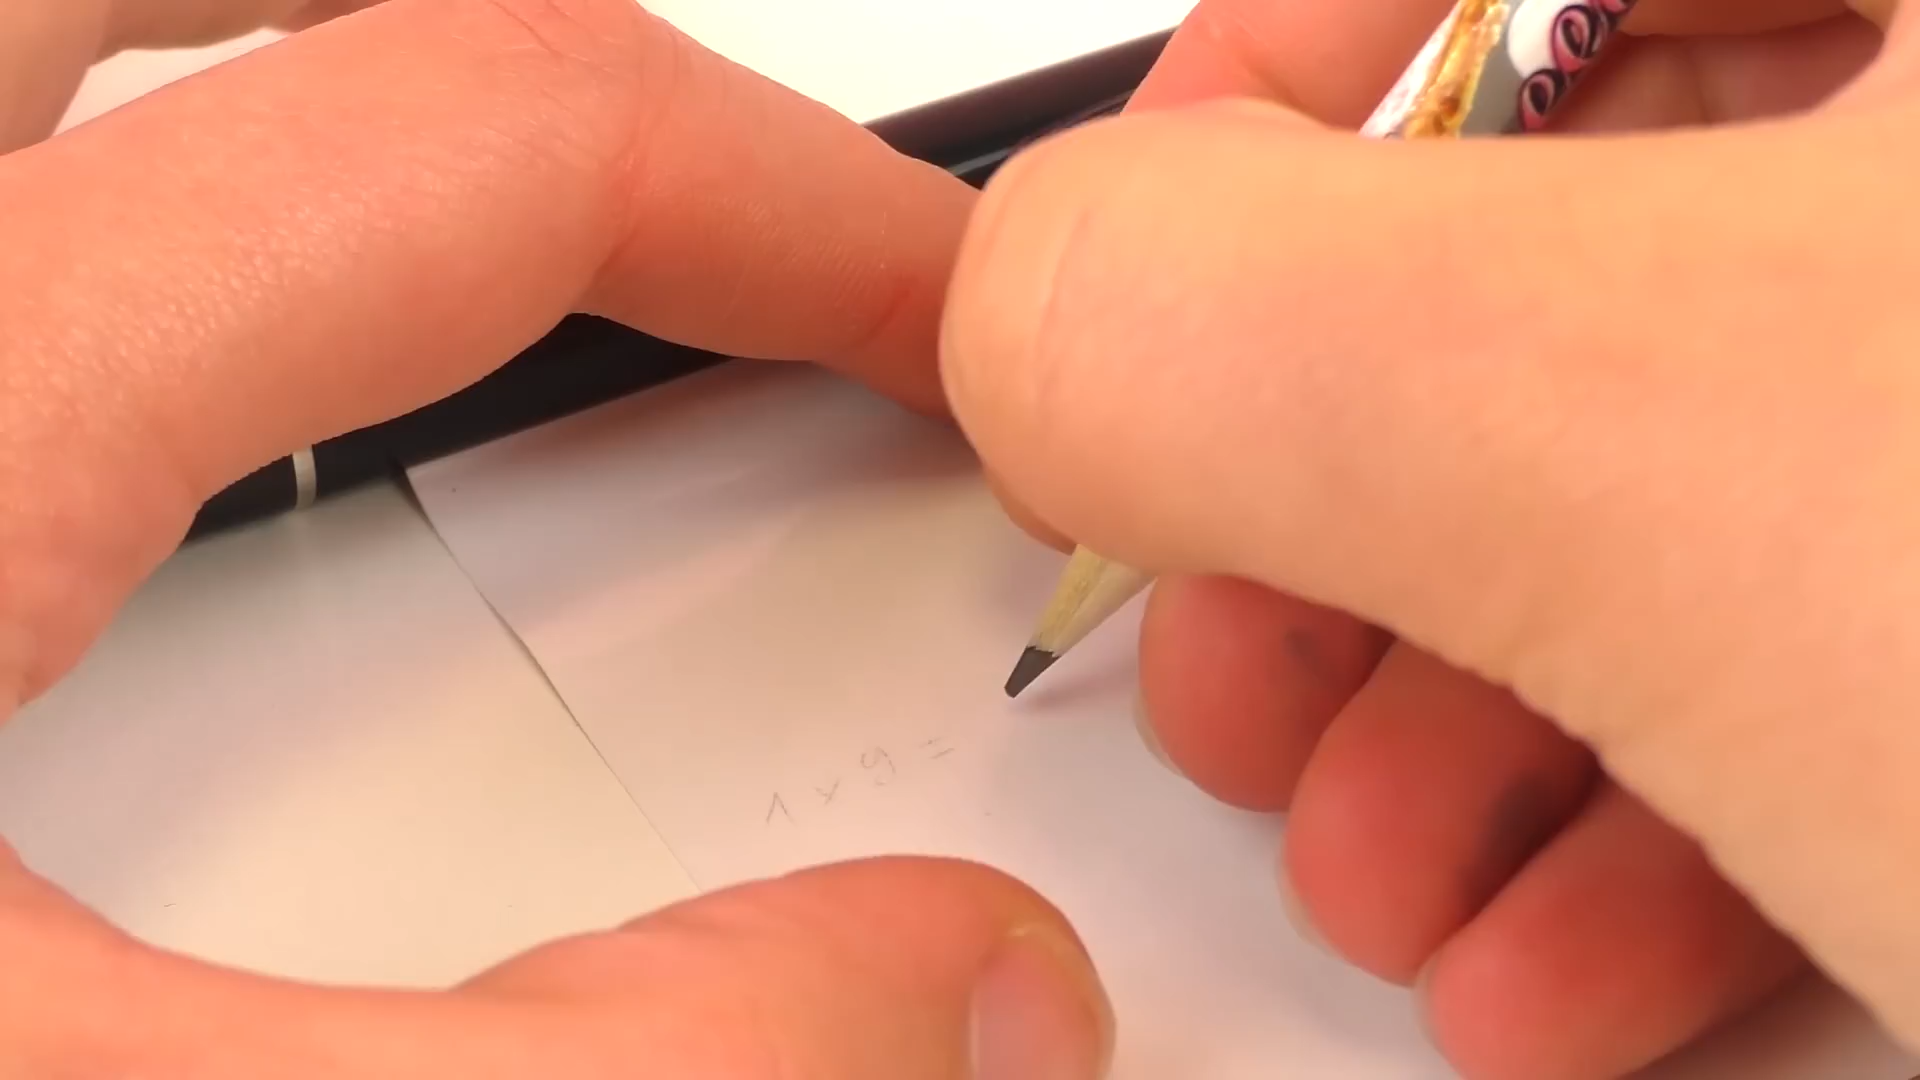 1 x 9 =